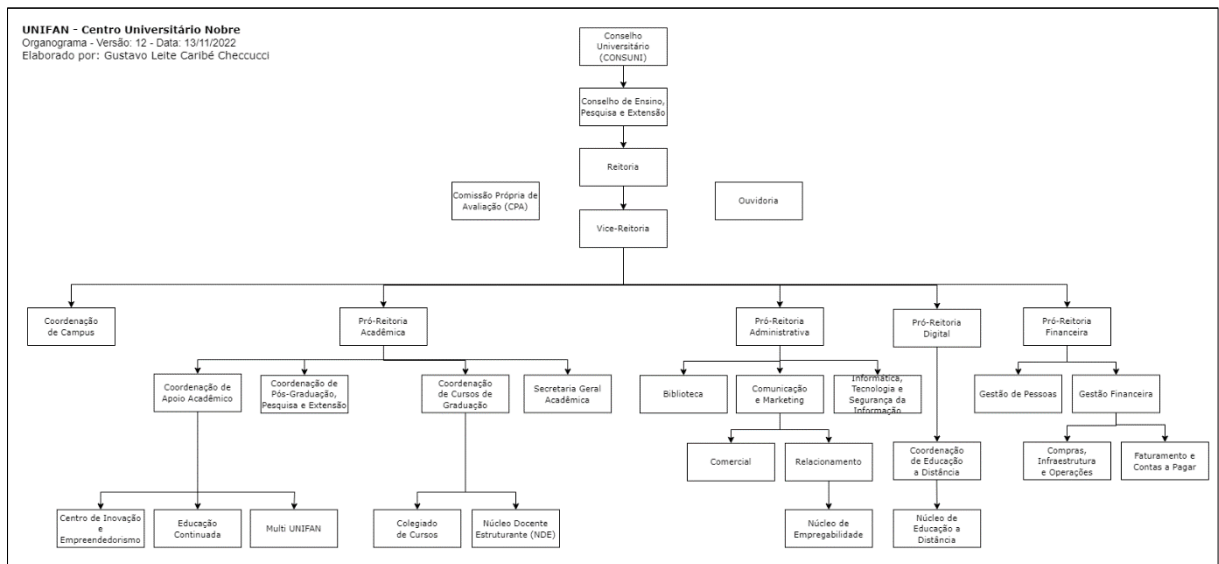 UNIFAN - Centro Universitário Nobre
Organograma - Versão: 12 - Data: 13/11/2022
Elaborado por: Gustavo Leite Caribé Checcucci
Conselho
Universitário
(CONSUNI)
Conselho de Ensino,
Pesquisa e Extensão
Reitoria
Comissão Própria de
Avaliação (CPA)
Ouvidoria
Vice-Reitoria
Coordenação
de Campus
Pró-Reitoria
Acadêmica
Pró-Reitoria
Administrativa
Pró-Reitoria
Digital
Pró-Reitoria
Financeira
Coordenação de
Apoio Acadêmico
Coordenação de
Pós-Graduação,
Pesquisa e Extensão
Coordenação
de Cursos de
Graduação
Secretaria Geral
Acadêmica
Biblioteca
Comunicação
e Marketing
Informática,
Tecnologia e
Segurança da
Informação
Gestão de Pessoas
Gestão Financeira
Comercial
Relacionamento
Coordenação
de Educação
a Distância
Compras,
Infraestrutura
e Operações
Faturamento e
Contas a Pagar
Centro de Inovação
e
Empreendedorismo
Educação
Continuada
Multi UNIFAN
Colegiado
de Cursos
Núcleo Docente
Estruturante (NDE)
Núcleo de
Empregabilidade
Núcleo de
Educação a
Distância